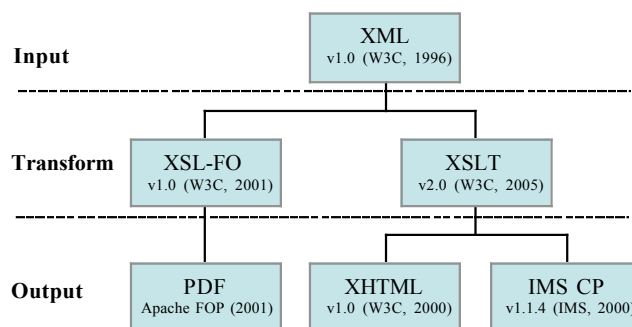 XML
Input
v1.0 (W3C, 1996)
Transform
XSL-FO
v1.0 (W3C, 2001)
XSLT
v2.0 (W3C, 2005)
Output
PDF
Apache FOP (2001)
XHTML
v1.0 (W3C, 2000)
IMS CP
v1.1.4 (IMS, 2000)